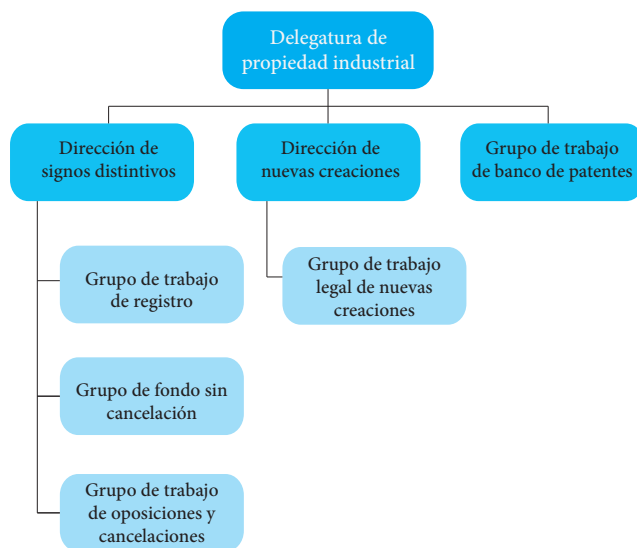 Delegatura de
propiedad industrial
Dirección de
signos distintivos
Dirección de
nuevas creaciones
Grupo de trabajo
de banco de patentes
Grupo de trabajo
de registro
Grupo de trabajo
legal de nuevas
creaciones
Grupo de fondo sin
cancelación
Grupo de trabajo
de oposiciones y
cancelaciones